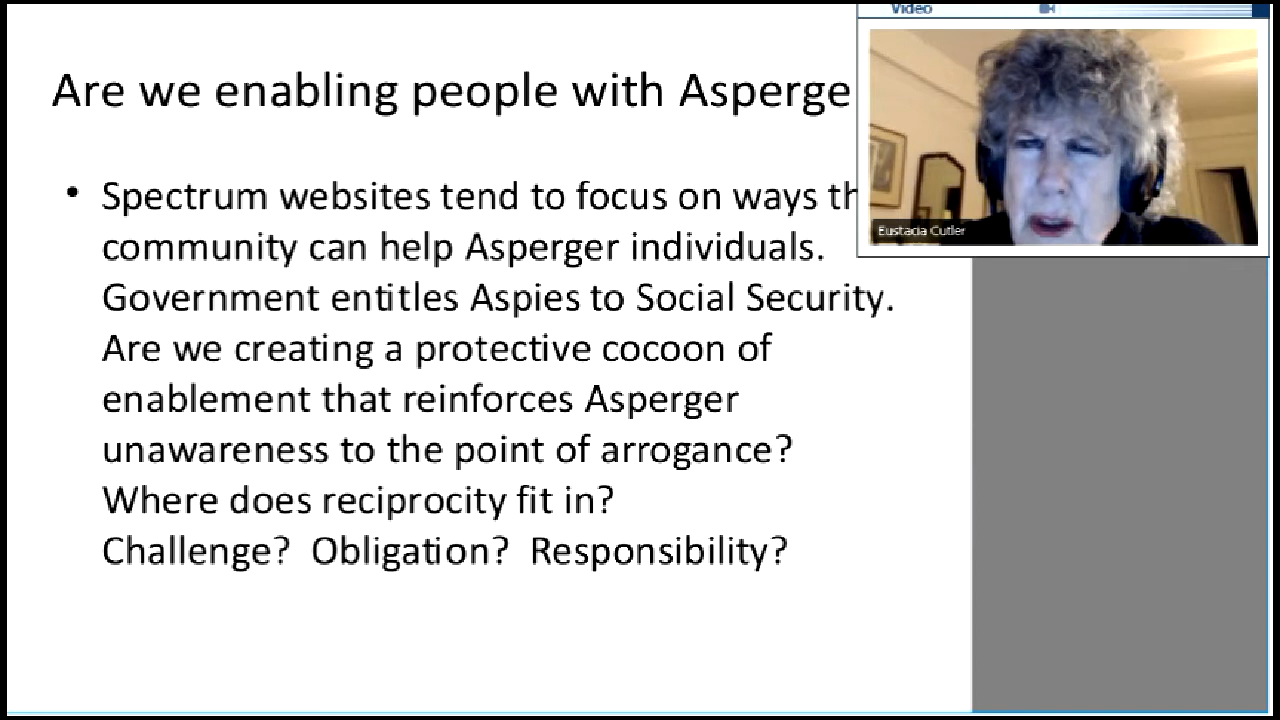 Video
Are we enabling people with Asperge
• Spectrum websites tend to focus on ways th
community can help Asperger individuals.
Government entitles Aspies to Social Security.
Are we creating a protective cocoon of
enablement that reinforces Asperger
unawareness to the point of arrogance?
Where does reciprocity fit in?
Challenge?  Obligation?  Responsibility?
Eustacia Cutler